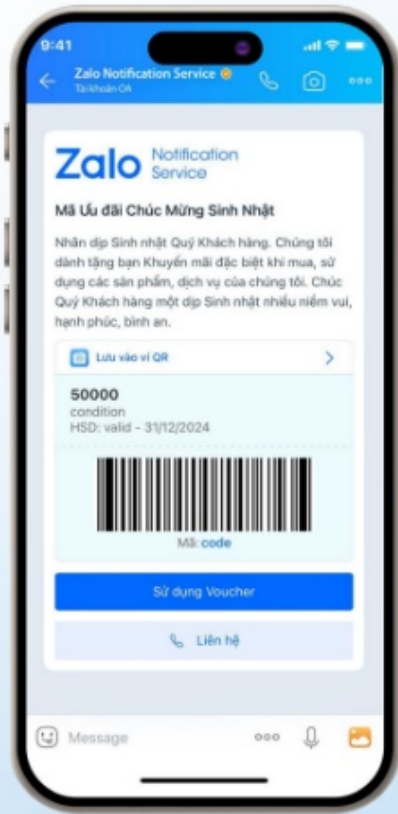 9:41
Zalo Notification Service
Tài khoản OA
Zalo Notification
Service
Mã Ưu đãi Chúc Mừng Sinh Nhật
Nhân dịp Sinh nhật Quý Khách hàng. Chúng tôi
dành tặng bạn Khuyến mãi đặc biệt khi mua, sử
dụng các sản phẩm, dịch vụ của chúng tôi. Chúc
Quý Khách hàng một dịp Sinh nhật nhiều niềm vui,
hạnh phúc, bình an.
Lưu vào ví QR
50000
condition
HSD: valid - 31/12/2024
Mã: code
Sử dụng Voucher
Liên hệ
Message